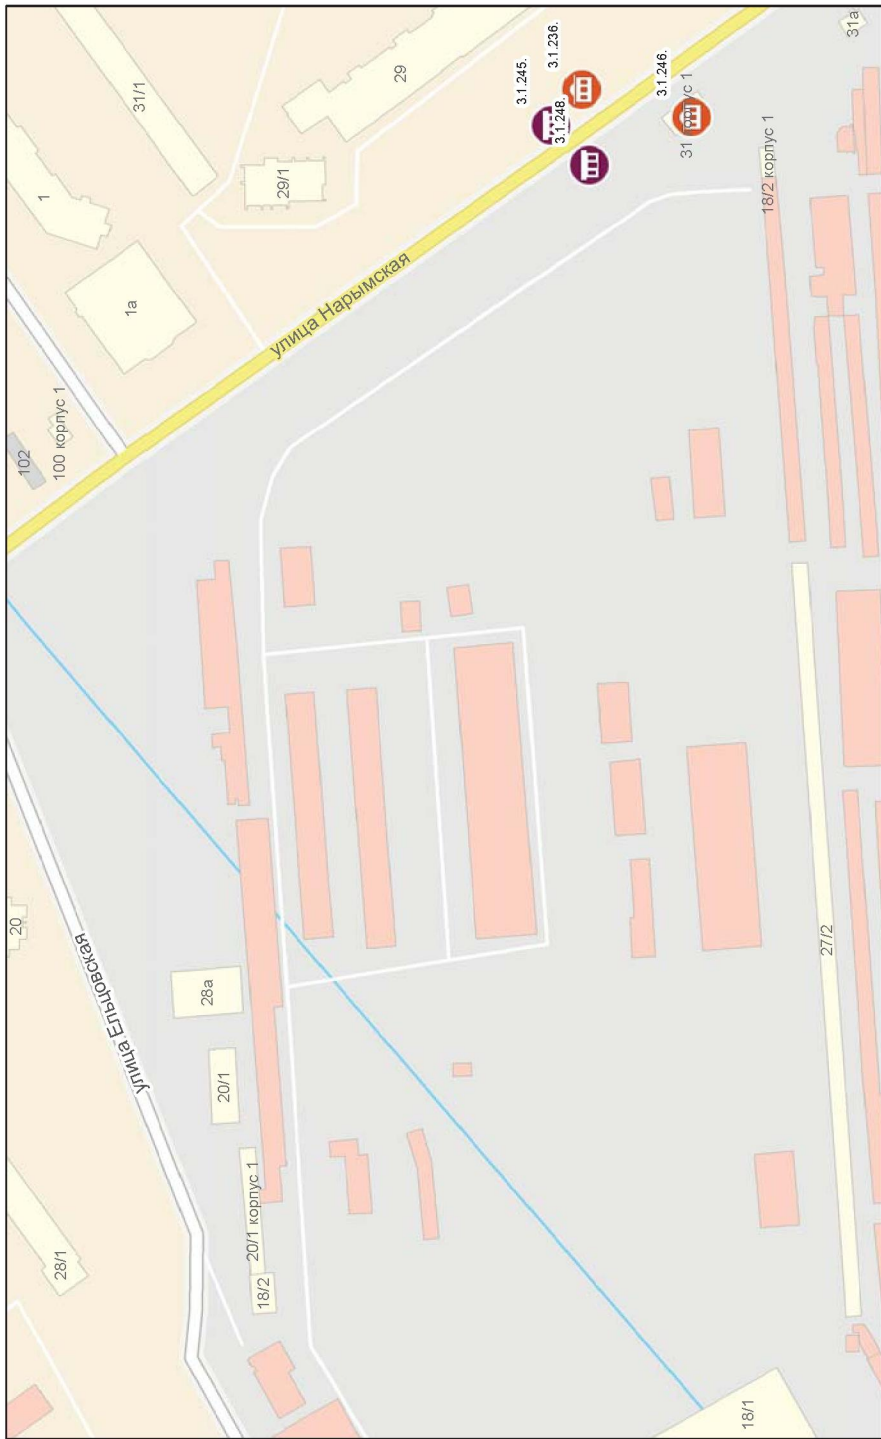 31/1
29
3.1.245.
3.1.236.
3.1.246.
31а
1
29/1
3.1.248.
31 корпус 1
1а
улица Нарымская
18/2 корпус 1
102
100 корпус 1
20
улица Ельцовская
28а
27/2
20/1
20/1 корпус 1
28/1
18/2
18/1